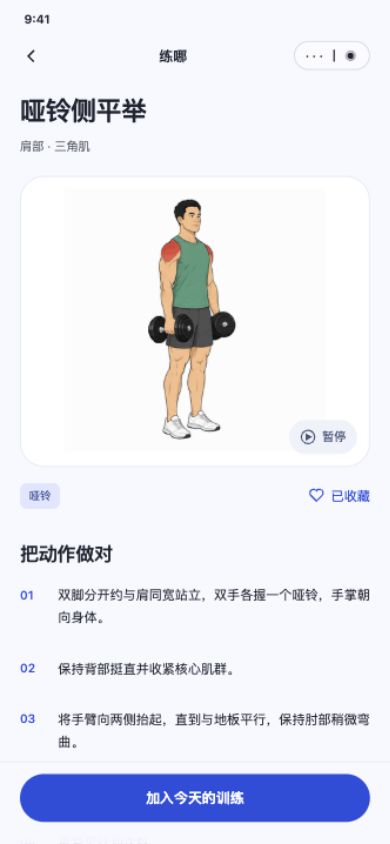 9:41
练哪
哑铃侧平举
肩部 · 三角肌
暂停
哑铃
已收藏
把动作做对
01 双脚分开约与肩同宽站立，双手各握一个哑铃，手掌朝
向身体。
02 保持背部挺直并收紧核心肌群。
03 将手臂向两侧抬起，直到与地板平行，保持肘部稍微弯
曲。
加入今天的训练